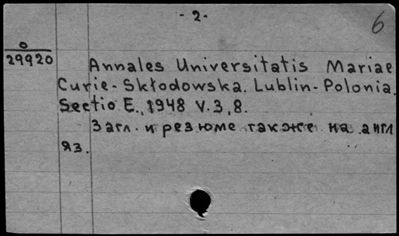 - 2 -
6
О
29920
Annales Universitatis Mariae
Curie-Skłodowska. Lublin-Polonia.
Sectio E., 1948 V.3, 8.
Загл. и резюме также на англ
яз.